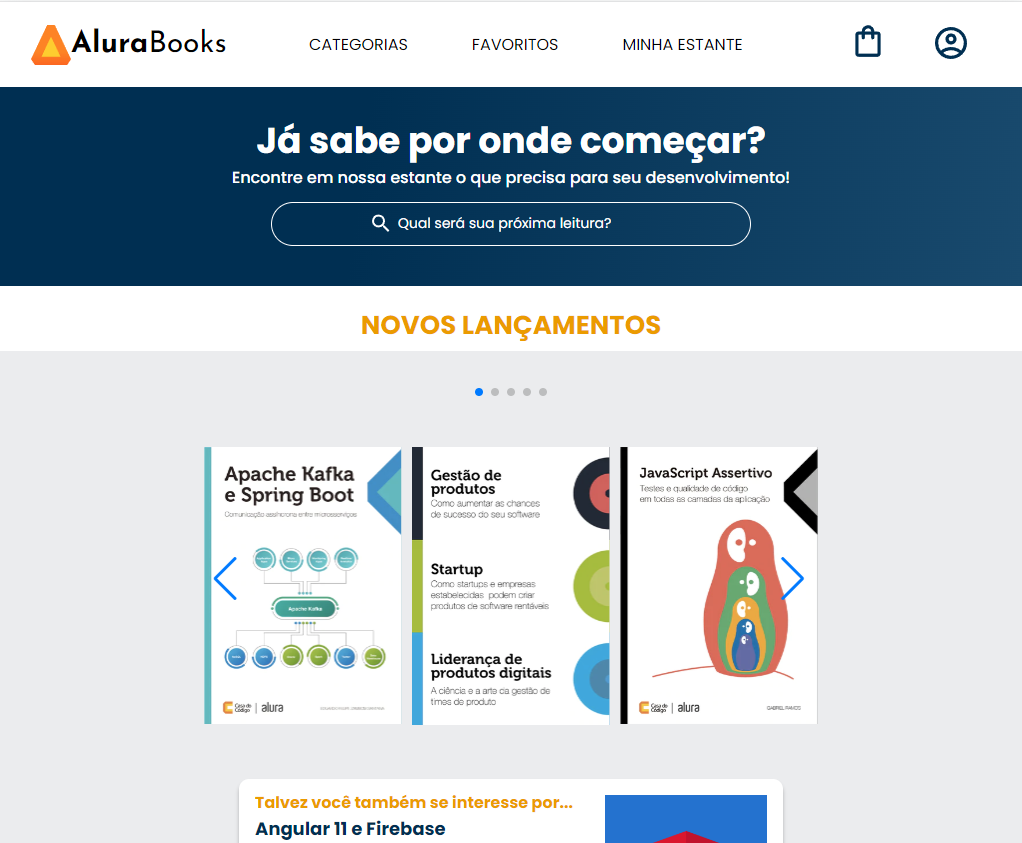 AluraBooks
CATEGORIAS
FAVORITOS
MINHA ESTANTE
Já sabe por onde começar?
Encontre em nossa estante o que precisa para seu desenvolvimento!
Qual será sua próxima leitura?
NOVOS LANÇAMENTOS
Apache Kafka
e Spring Boot
Comunicação assíncrona entre microsserviços
Apache Kafka
Casa do
Código
alura
Gestão de
produtos
Como aumentar as chances
de sucesso do seu software
Startup
Como startups e empresas
estabelecidas podem criar
produtos de software rentáveis
Liderança de
produtos digitais
A ciência e a arte da gestão de
times de produto
JavaScript Assertivo
Testes e qualidade de código
em todas as camadas da aplicação
Casa do
Código
alura
GABRIEL RAMOS
Talvez você também se interesse por...
Angular 11 e Firebase